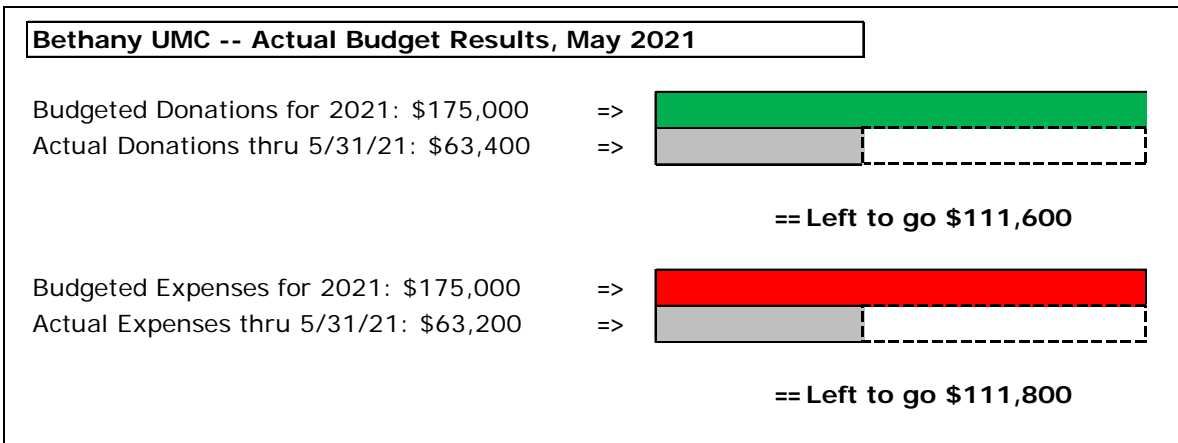 Bethany UMC -- Actual Budget Results, May 2021
Budgeted Donations for 2021: $175,000 =>
Actual Donations thru 5/31/21: $63,400 =>
== Left to go $111,600
Budgeted Expenses for 2021: $175,000 =>
Actual Expenses thru 5/31/21: $63,200 =>
== Left to go $111,800